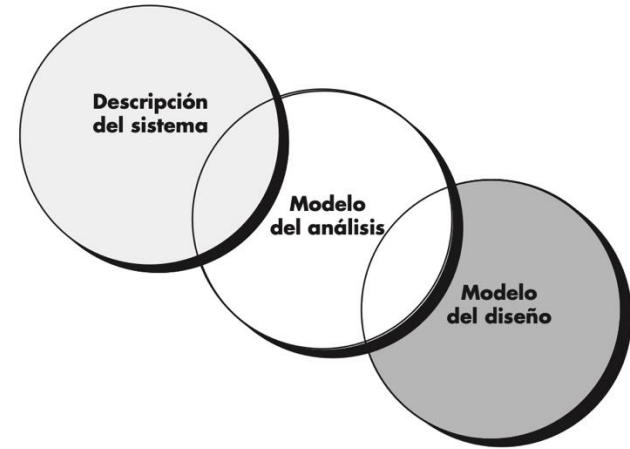 Descripción
del sistema
Modelo
del análisis
Modelo
del diseño